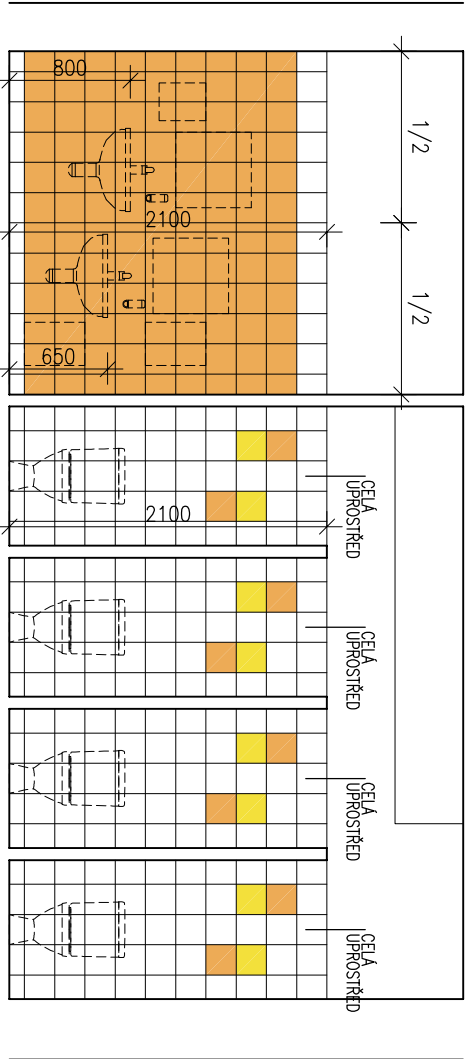 800
1/2
2100
1/2
650
CELÁ
UPROSTŘED
2100
CELÁ
UPROSTŘED
CELÁ
UPROSTŘED
CELÁ
UPROSTŘED